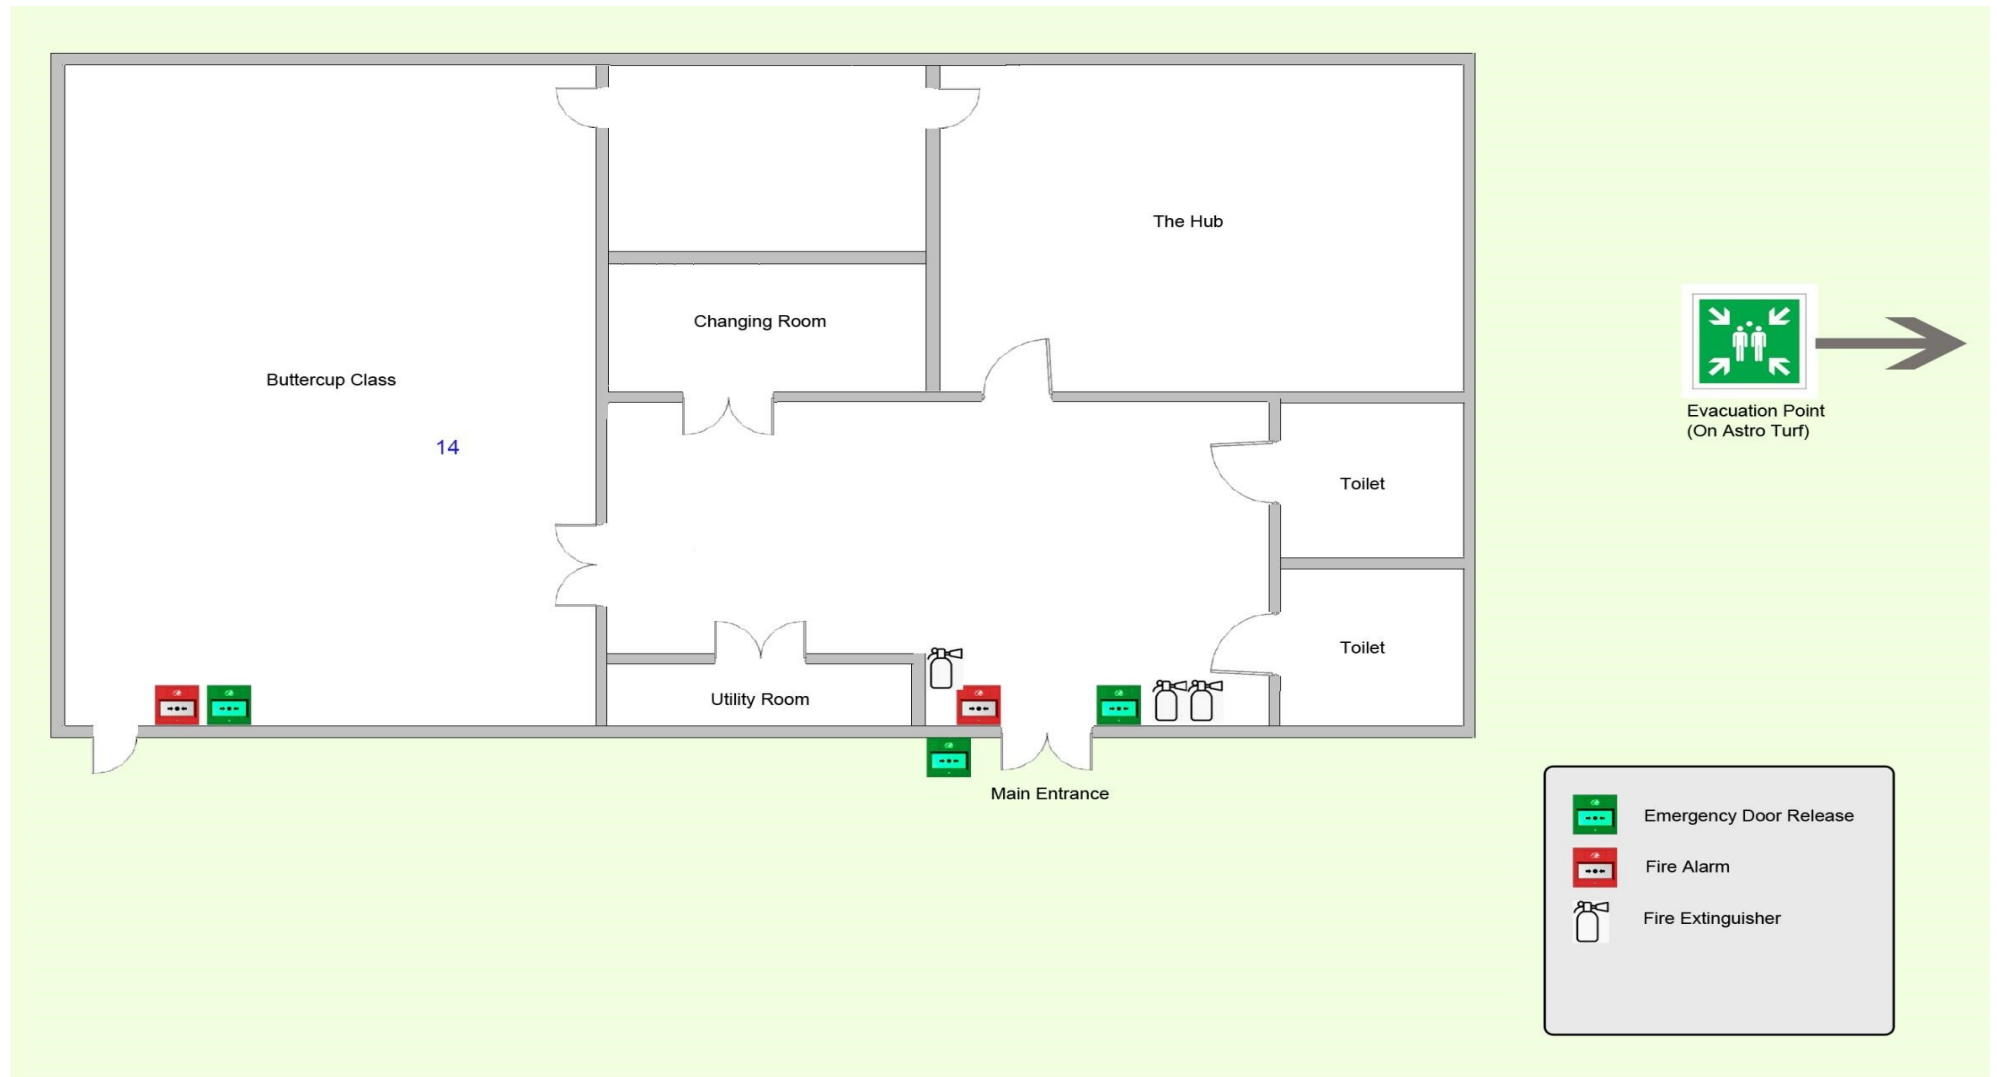 The Hub
Changing Room
Buttercup Class
14
Evacuation Point
(On Astro Turf)
Toilet
Toilet
Utility Room
Main Entrance
Emergency Door Release
Fire Alarm
Fire Extinguisher